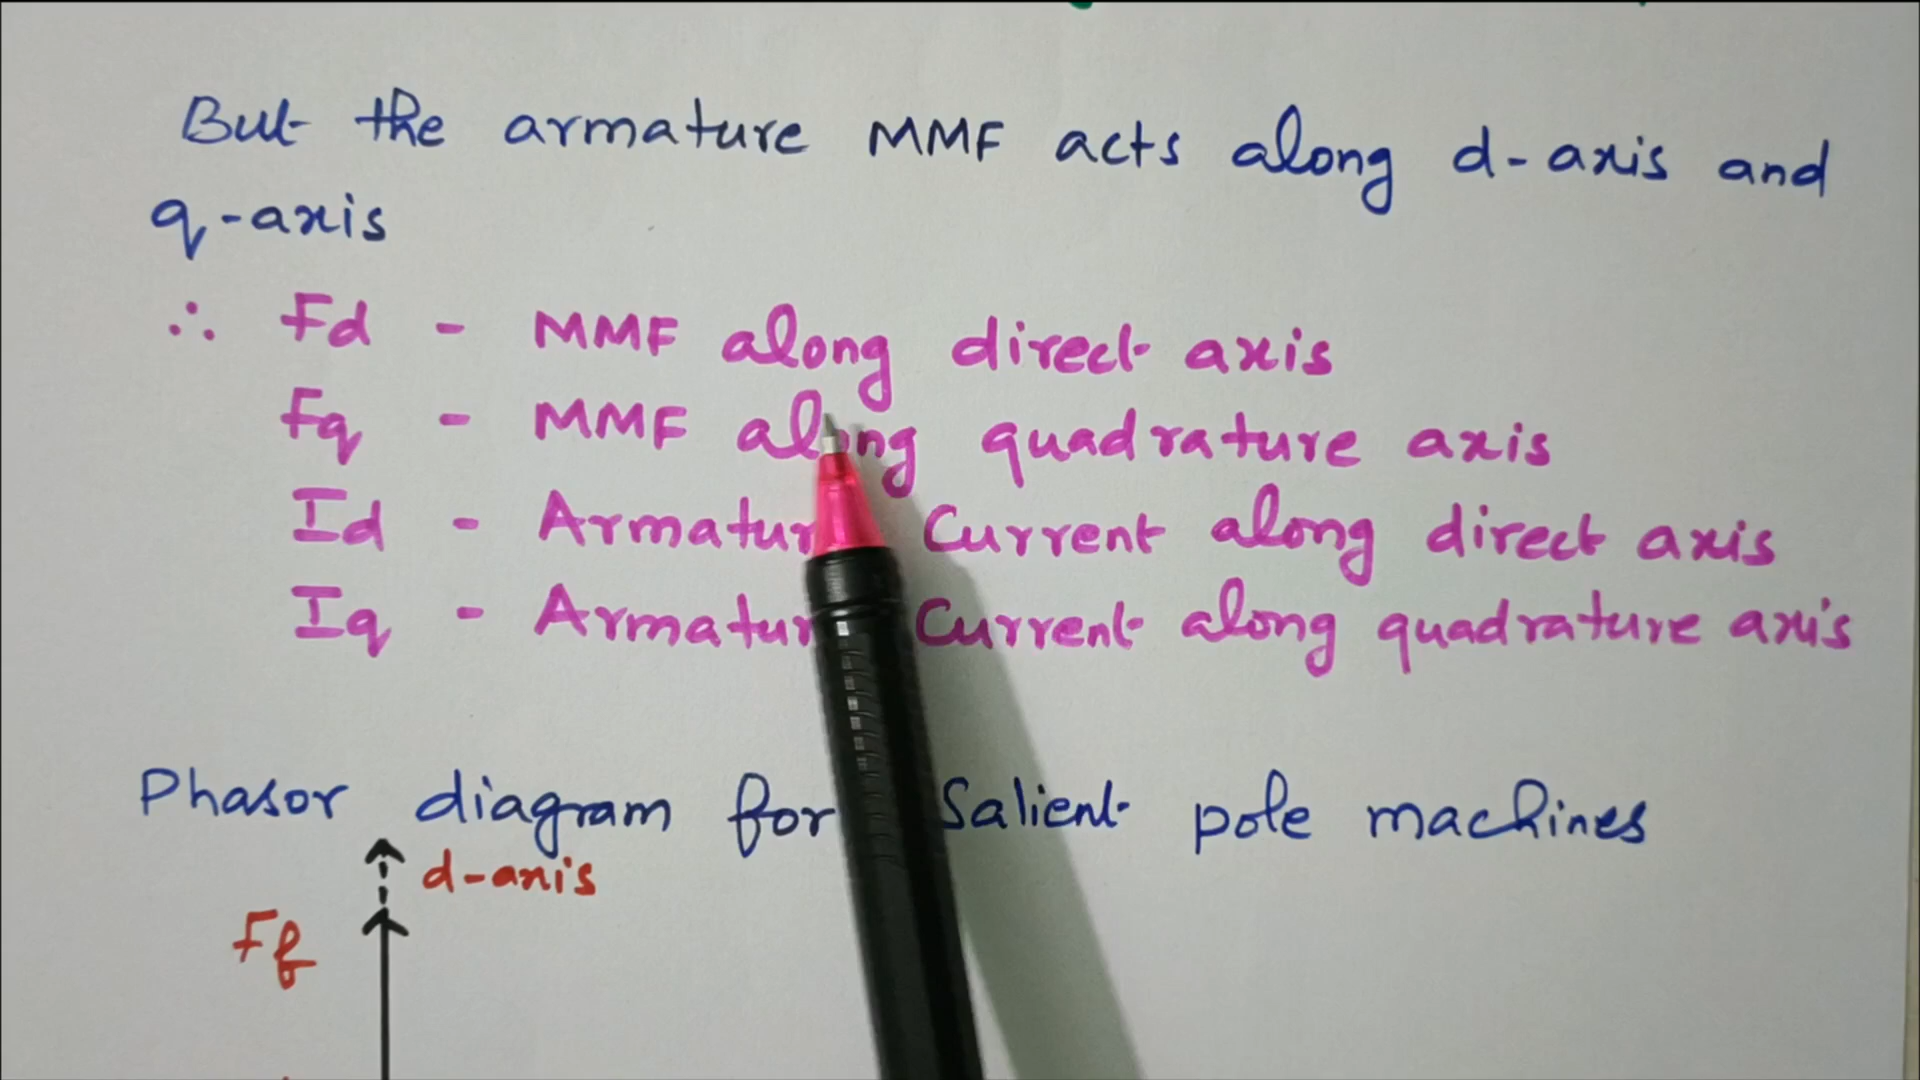 But the armature MMF acts along d-axis and
q-axis
∴ Fd - MMF along direct axis
Fq - MMF along quadrature axis
Id - Armature Current along direct axis
Iq - Armature Current along quadrature axis
Phasor diagram for Salient pole machines
d-axis
Ff